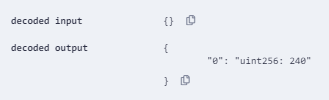 decoded input {}
decoded output {
"0": "uint256: 240"
}